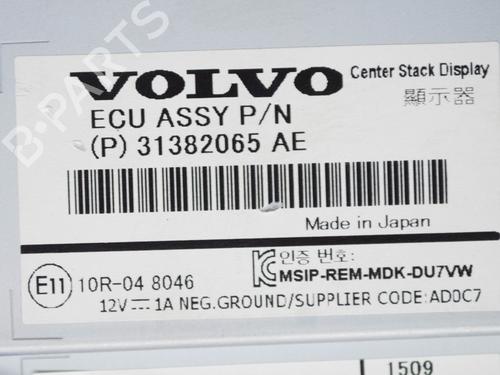 B-PARTS
VOLVO Center Stack Display
顯示器
ECU ASSY P/N
(P) 31382065 AE
Made in Japan
E11 10R-04 8046
인증 번호:
MSIP-REM-MDK-DU7VW
12V⎓1A NEG.GROUND/SUPPLIER CODE:AD0C7
1509